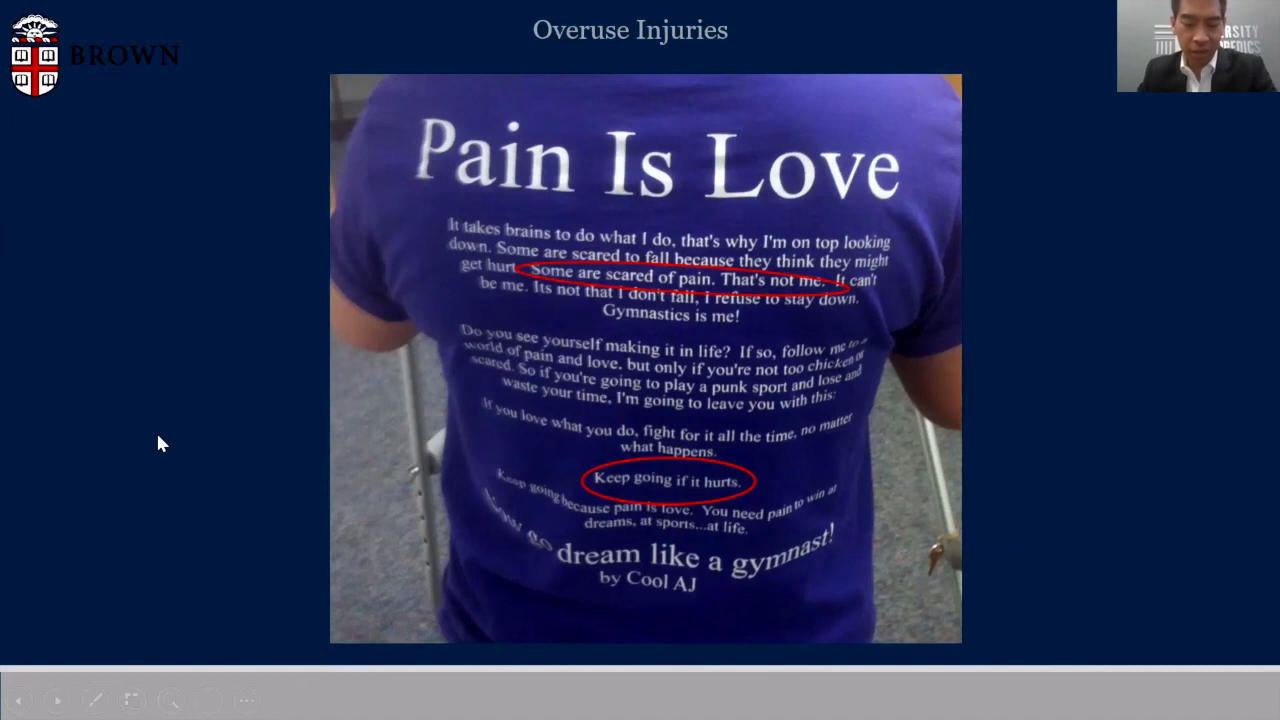 Overuse Injuries
BROWN
Pain Is Love
It takes brains to do what I do, that's why I'm on top looking
down. Some are scared to fall because they think they might
get hurt. Some are scared of pain. That's not me. It can't
be me. Its not that I don't fall, I refuse to stay down.
Gymnastics is me!
Do you see yourself making it in life? If so, follow me to a
world of pain and love, but only if you're not too chicken or
scared. So if you're going to play a punk sport and lose and
waste your time, I'm going to leave you with this:
If you love what you do, fight for it all the time, no matter
what happens.
Keep going if it hurts.
Keep going because pain is love. You need pain to win at
dreams, at sports...at life.
Now go dream like a gymnast!
by Cool AJ